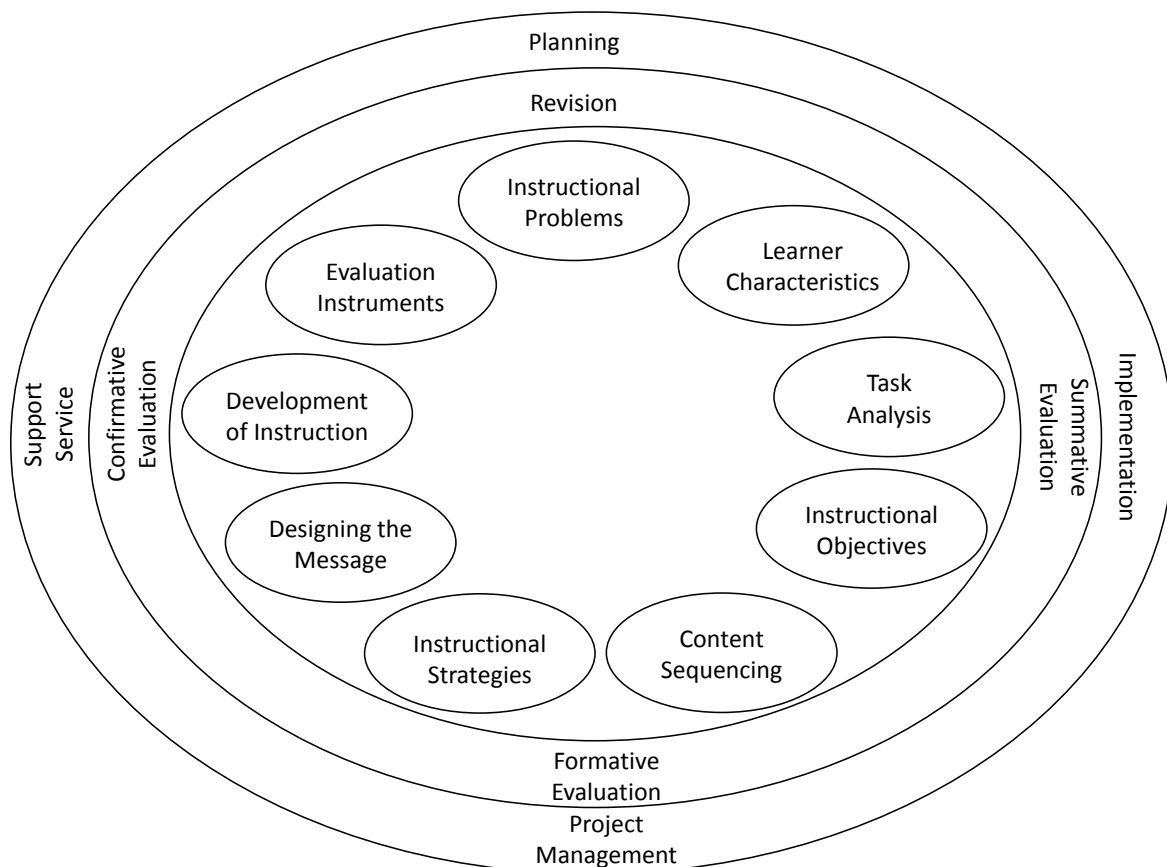 Planning
Revision
Instructional
Problems
Learner
Characteristics
Evaluation
Instruments
Task
Analysis
Development
of Instruction
Support
Service
Confirmative
Evaluation
Summative
Evaluation
Implementation
Instructional
Objectives
Designing the
Message
Content
Sequencing
Instructional
Strategies
Formative
Evaluation
Project
Management